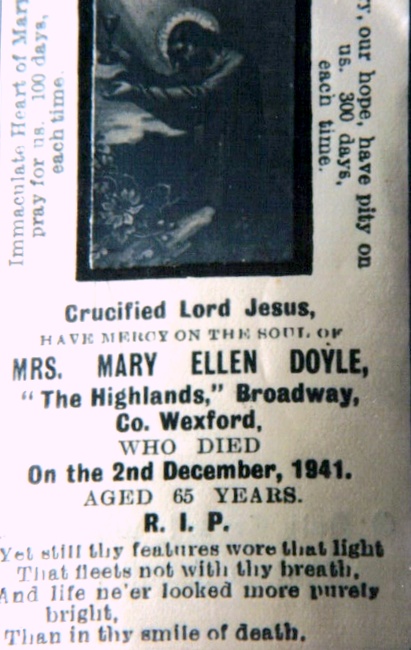 Immaculate Heart of Mary
pray for us. 100 days,
each time.
our hope, have pity on
us. 300 days,
each time.
Crucified Lord Jesus,
HAVE MERCY ON THE SOUL OF
MRS. MARY ELLEN DOYLE,
"The Highlands," Broadway,
Co. Wexford,
WHO DIED
On the 2nd December, 1941.
AGED 65 YEARS.
R. I. P.
Yet still thy features wore that light
That fleets not with thy breath,
And life ne'er looked more purely
bright,
Than in thy smile of death.